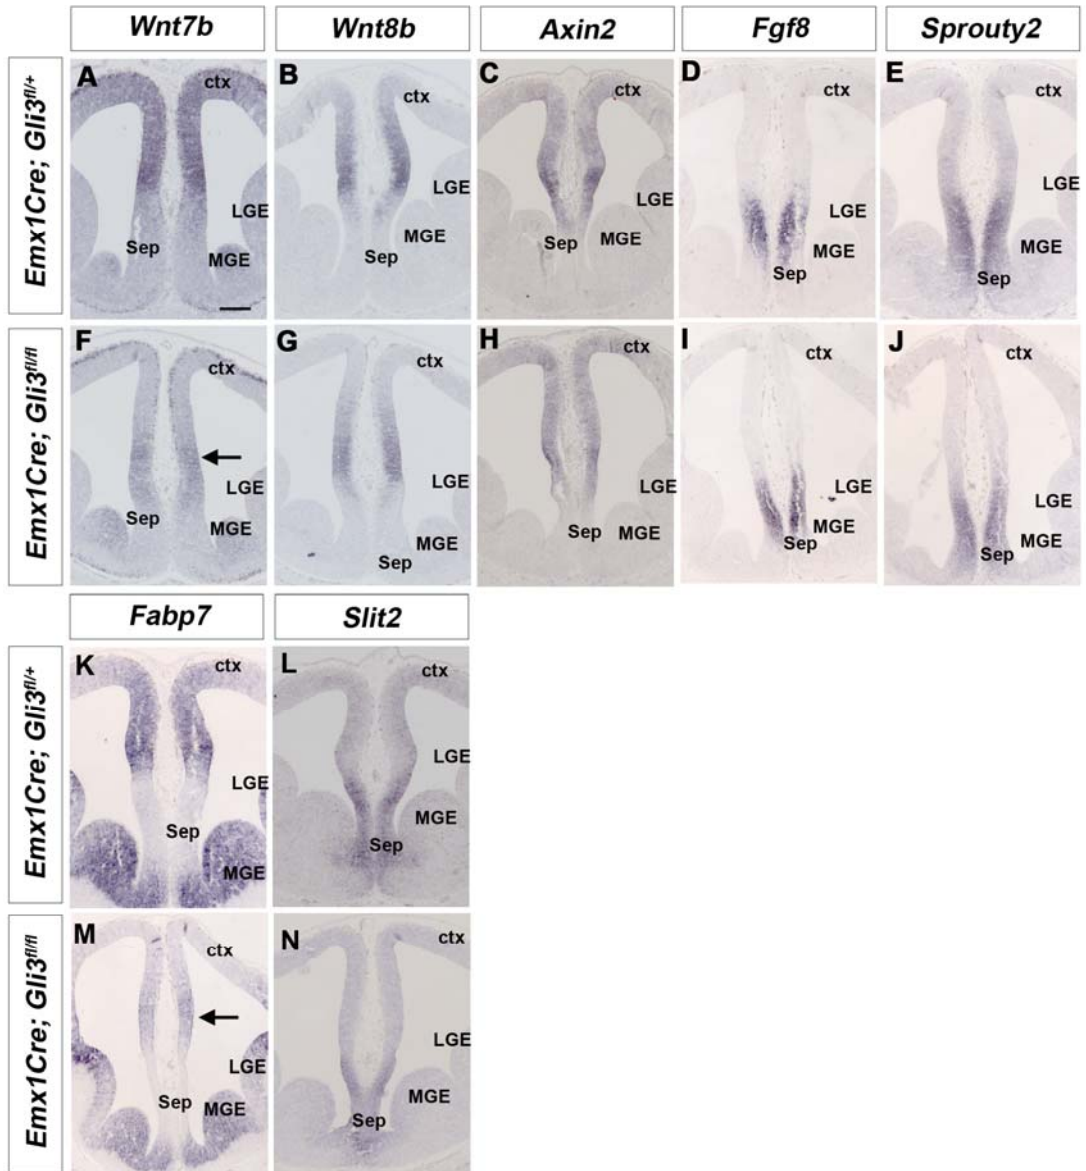 Wnt7b Wnt8b Axin2 Fgf8 Sprouty2
Emx1Cre; Gli3fl/+
A ctx LGE Sep MGE
B ctx LGE MGE Sep
C ctx LGE Sep MGE
D ctx LGE MGE Sep
E ctx LGE MGE Sep
Emx1Cre; Gli3fl/fl
F ctx LGE Sep MGE
G ctx LGE MGE Sep
H ctx LGE Sep MGE
I ctx LGE MGE Sep
J ctx LGE MGE Sep
Fabp7 Slit2
Emx1Cre; Gli3fl/+
K ctx LGE Sep MGE
L ctx LGE MGE Sep
Emx1Cre; Gli3fl/fl
M ctx LGE Sep MGE
N ctx LGE MGE Sep